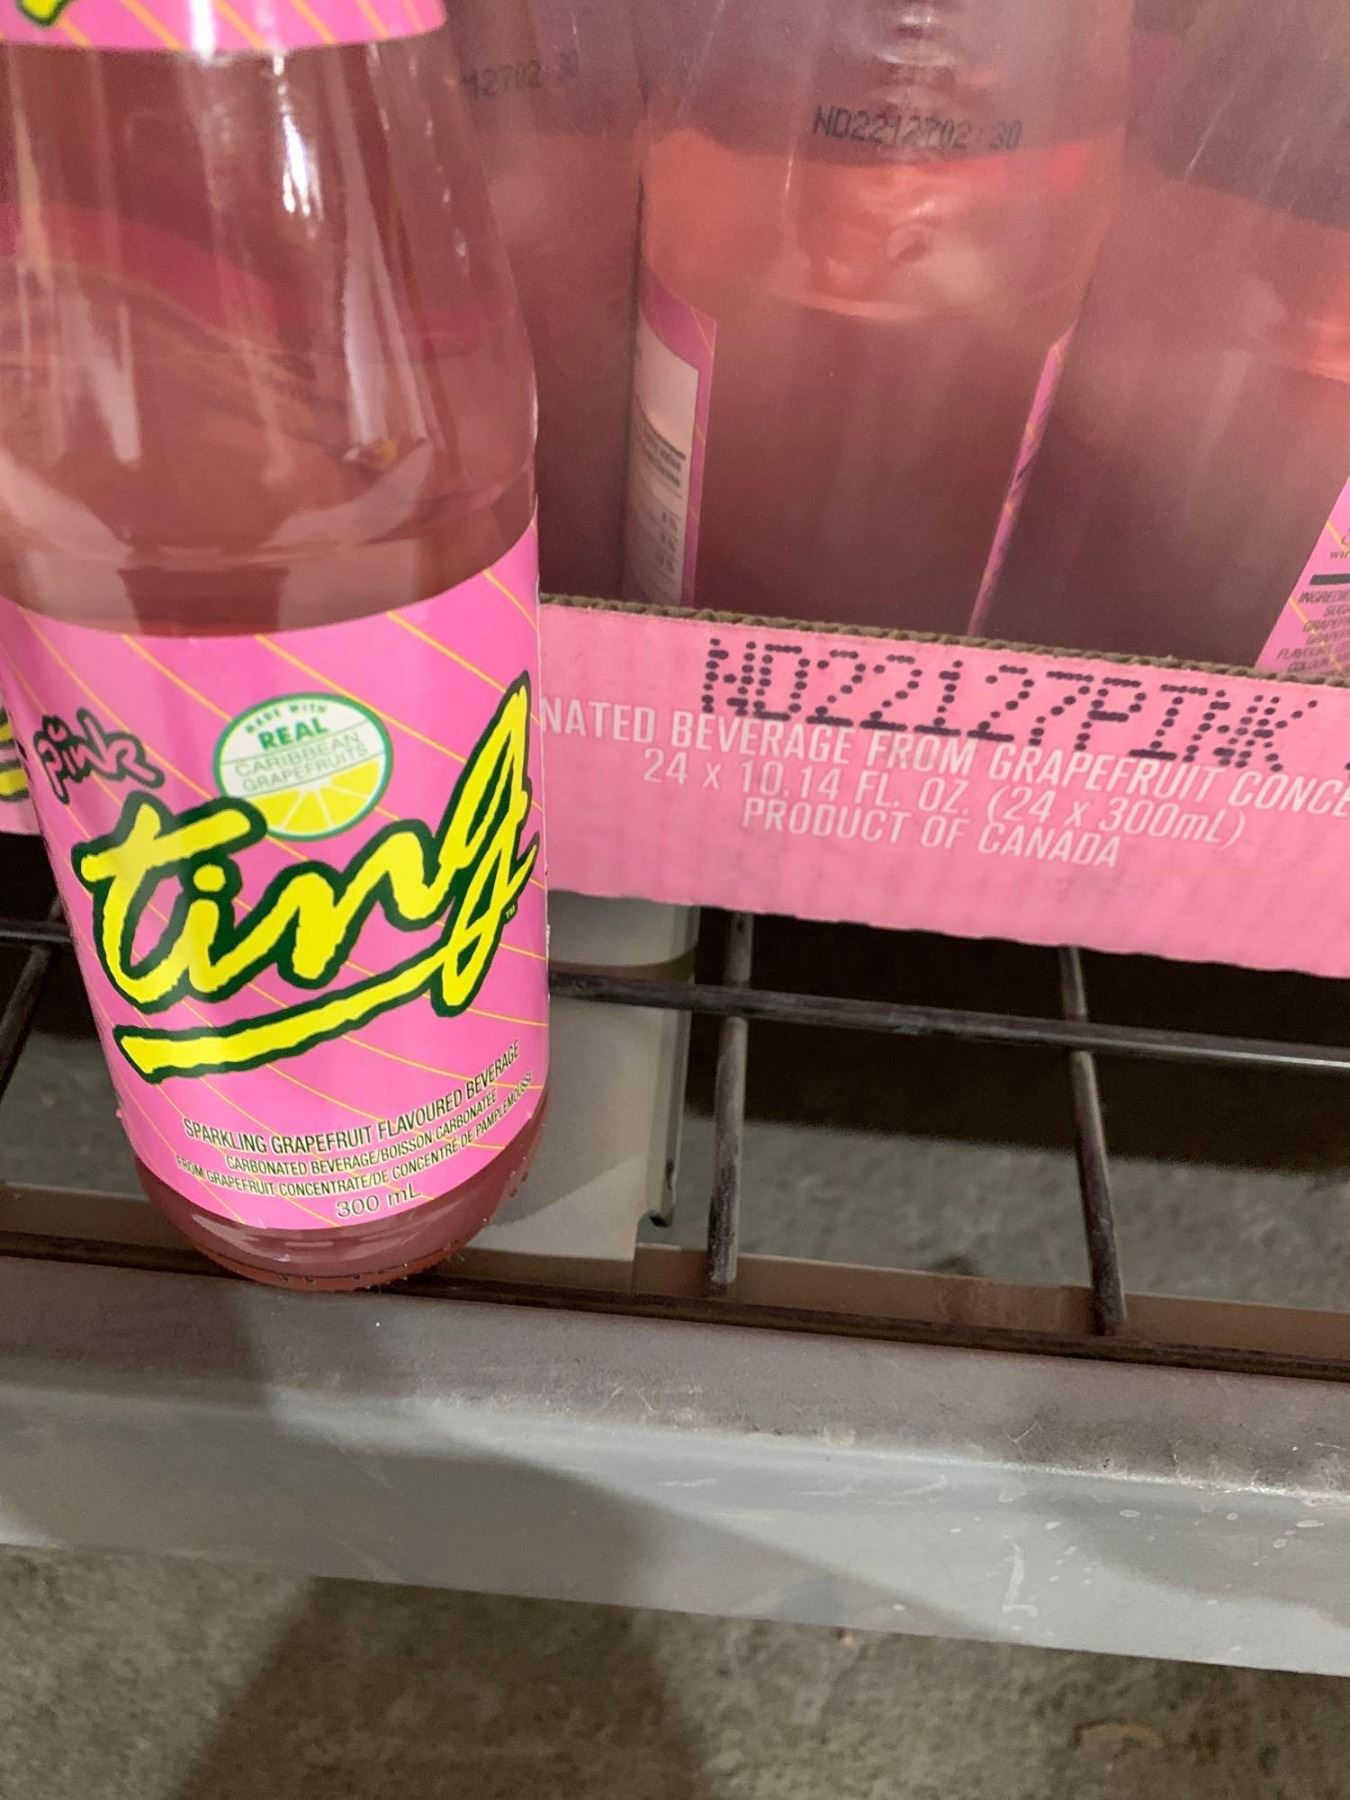 ND2212702:30
pink
MADE WITH
REAL
CARIBBEAN
GRAPEFRUITS
ting
TM
SPARKLING GRAPEFRUIT FLAVOURED BEVERAGE
CARBONATED BEVERAGE/BOISSON CARBONATÉE
FROM GRAPEFRUIT CONCENTRATE/DE CONCENTRÉ DE PAMPLEMOUSSE
300 mL
ND22127PINK
NATED BEVERAGE FROM GRAPEFRUIT CONCE
24 x 10.14 FL. OZ. (24 x 300mL)
PRODUCT OF CANADA